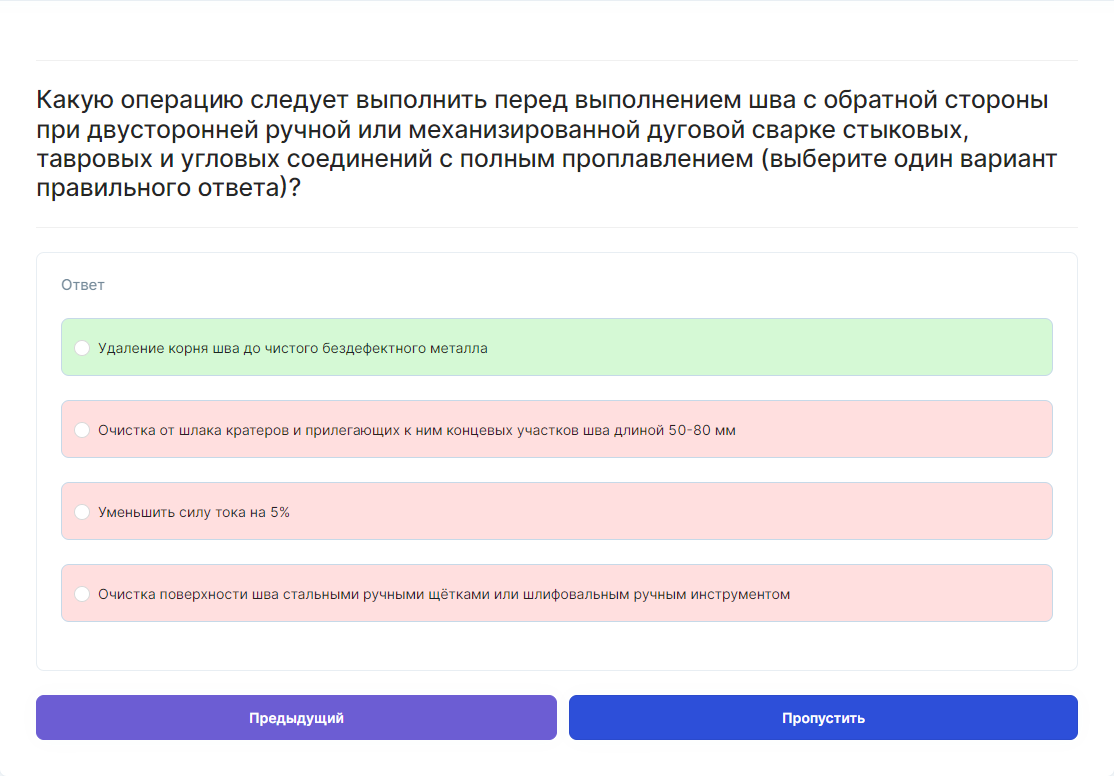 Какую операцию следует выполнить перед выполнением шва с обратной стороны
при двусторонней ручной или механизированной дуговой сварке стыковых,
тавровых и угловых соединений с полным проплавлением (выберите один вариант
правильного ответа)?
Ответ
Удаление корня шва до чистого бездефектного металла
Очистка от шлака кратеров и прилегающих к ним концевых участков шва длиной 50-80 мм
Уменьшить силу тока на 5%
Очистка поверхности шва стальными ручными щётками или шлифовальным ручным инструментом
Предыдущий
Пропустить